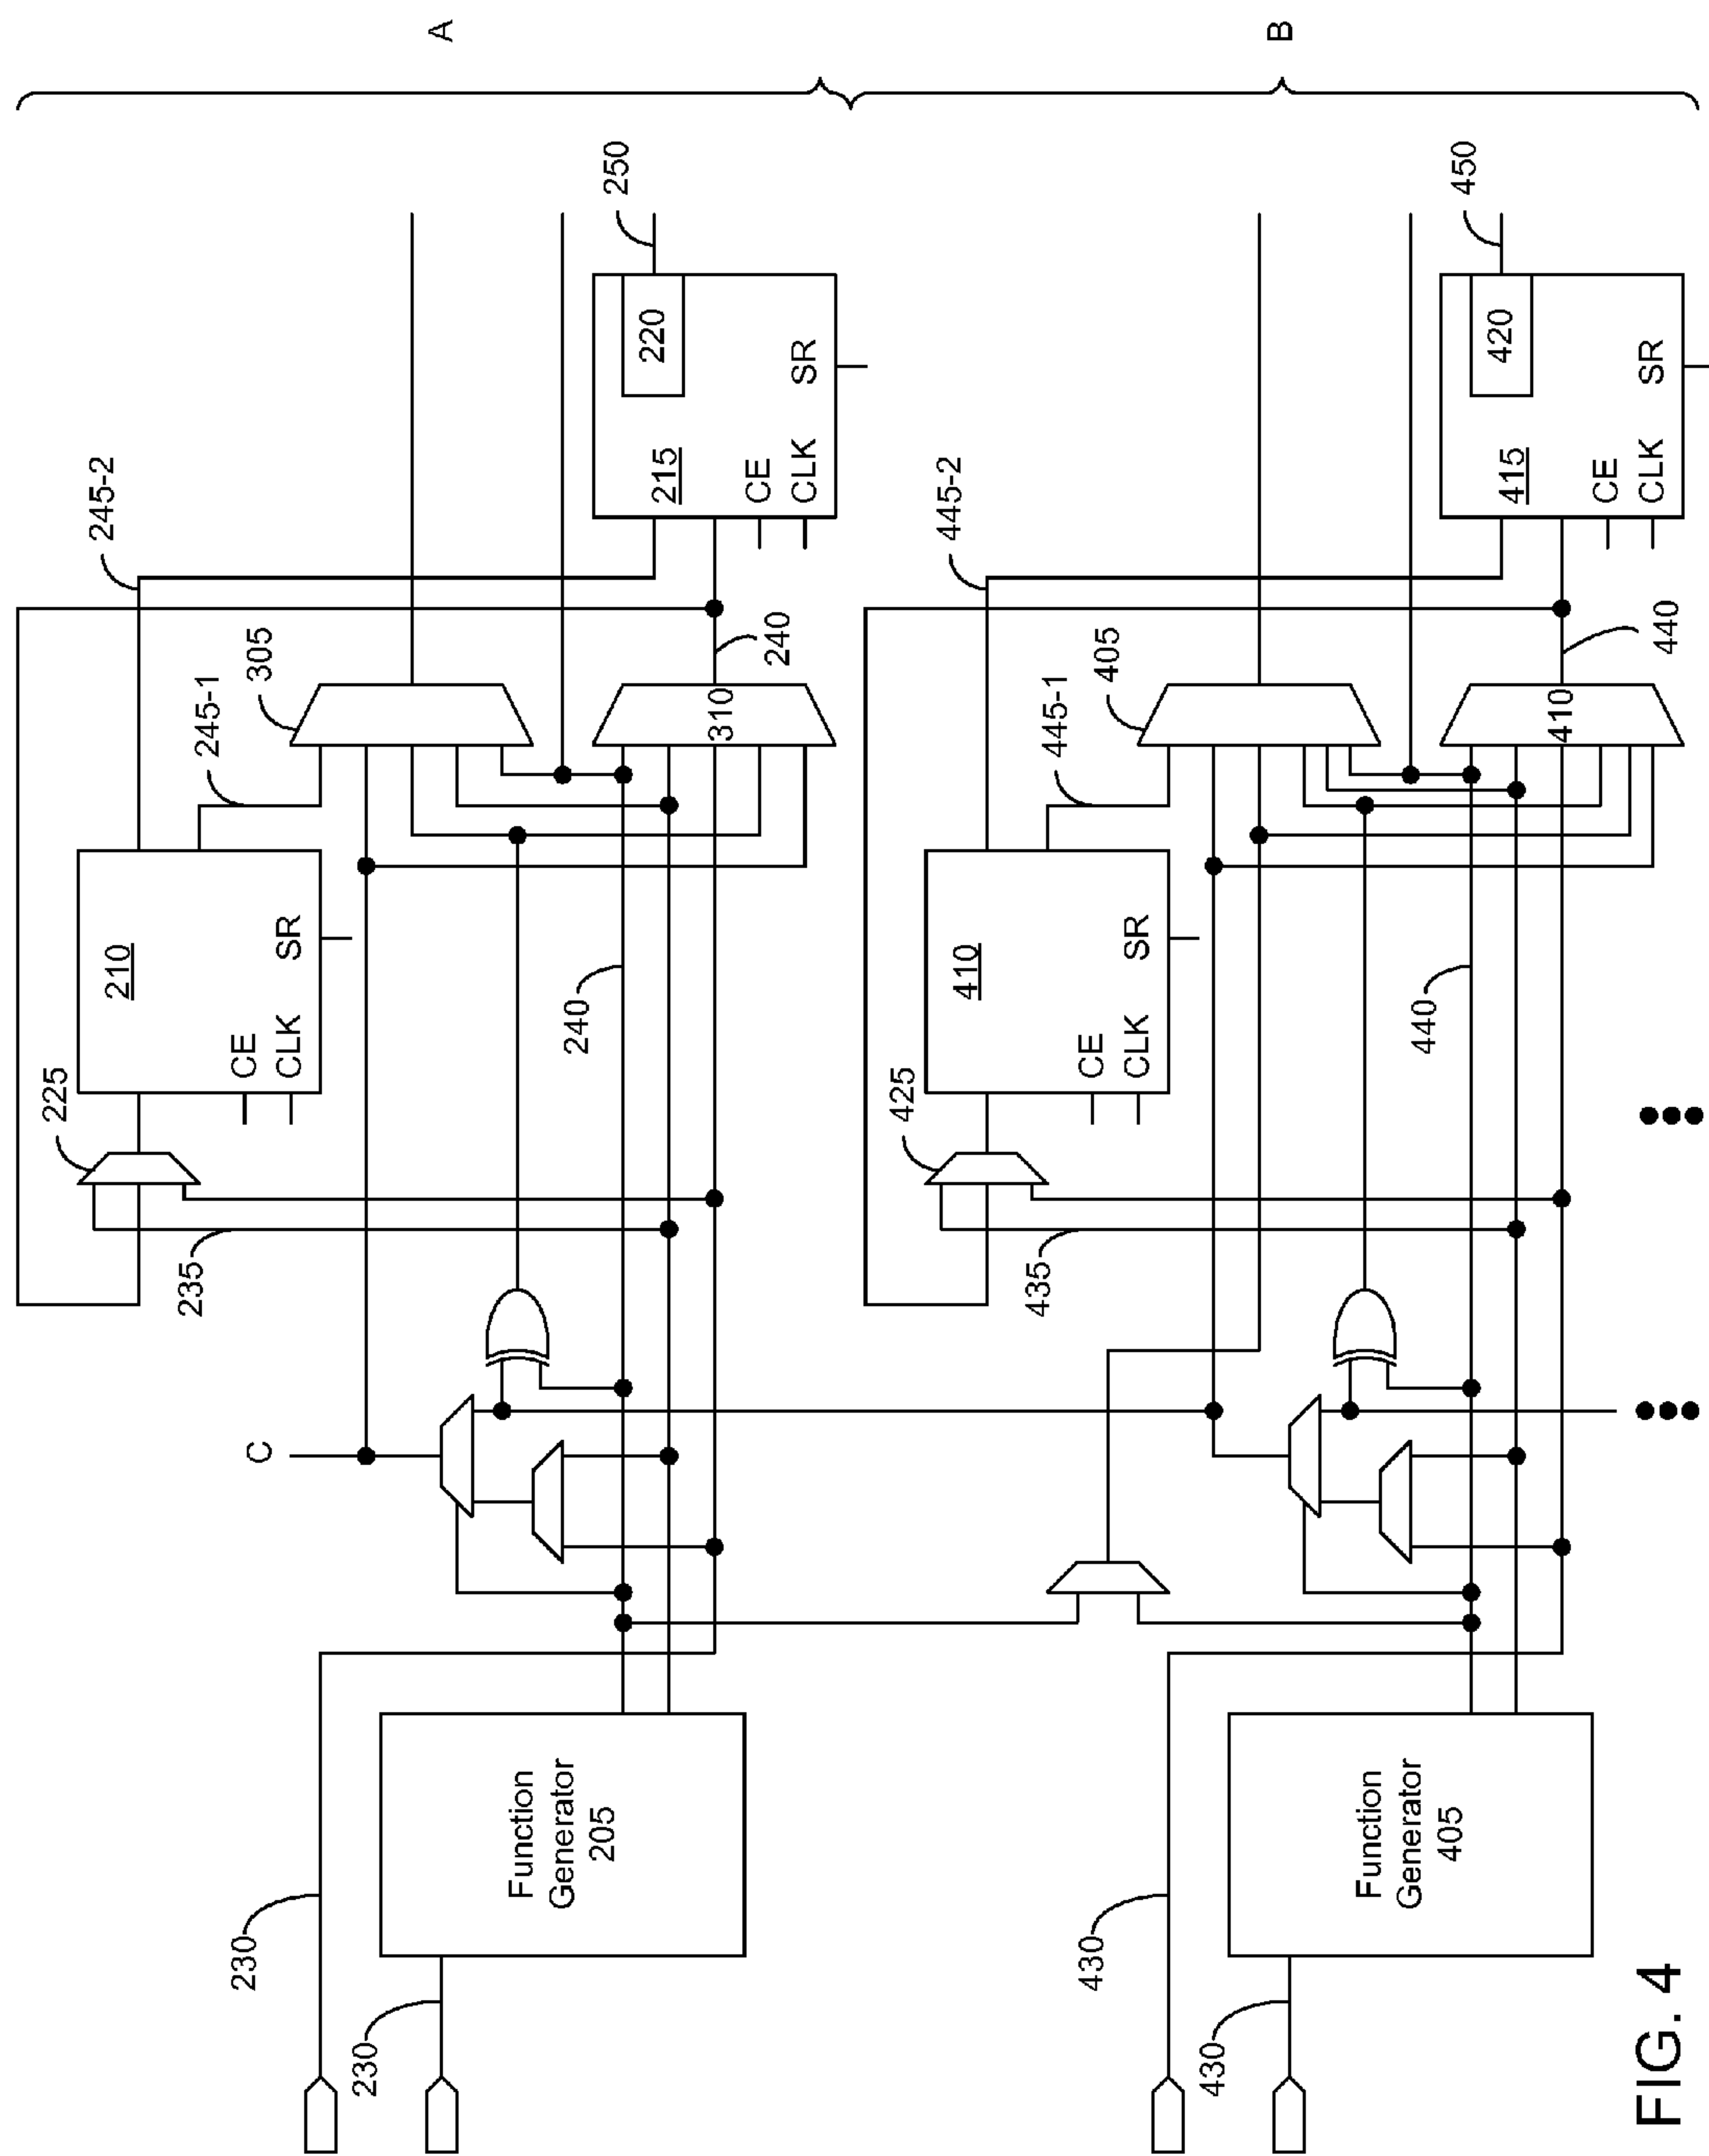 A
B
250
220
215
SR
CE
CLK
245-2
305
240
245-1
310
210
SR
CE
CLK
240
225
235
C
Function
Generator
205
230
230
450
420
415
SR
CE
CLK
445-2
405
440
445-1
410
410
SR
CE
CLK
440
425
435
Function
Generator
405
430
430
FIG. 4